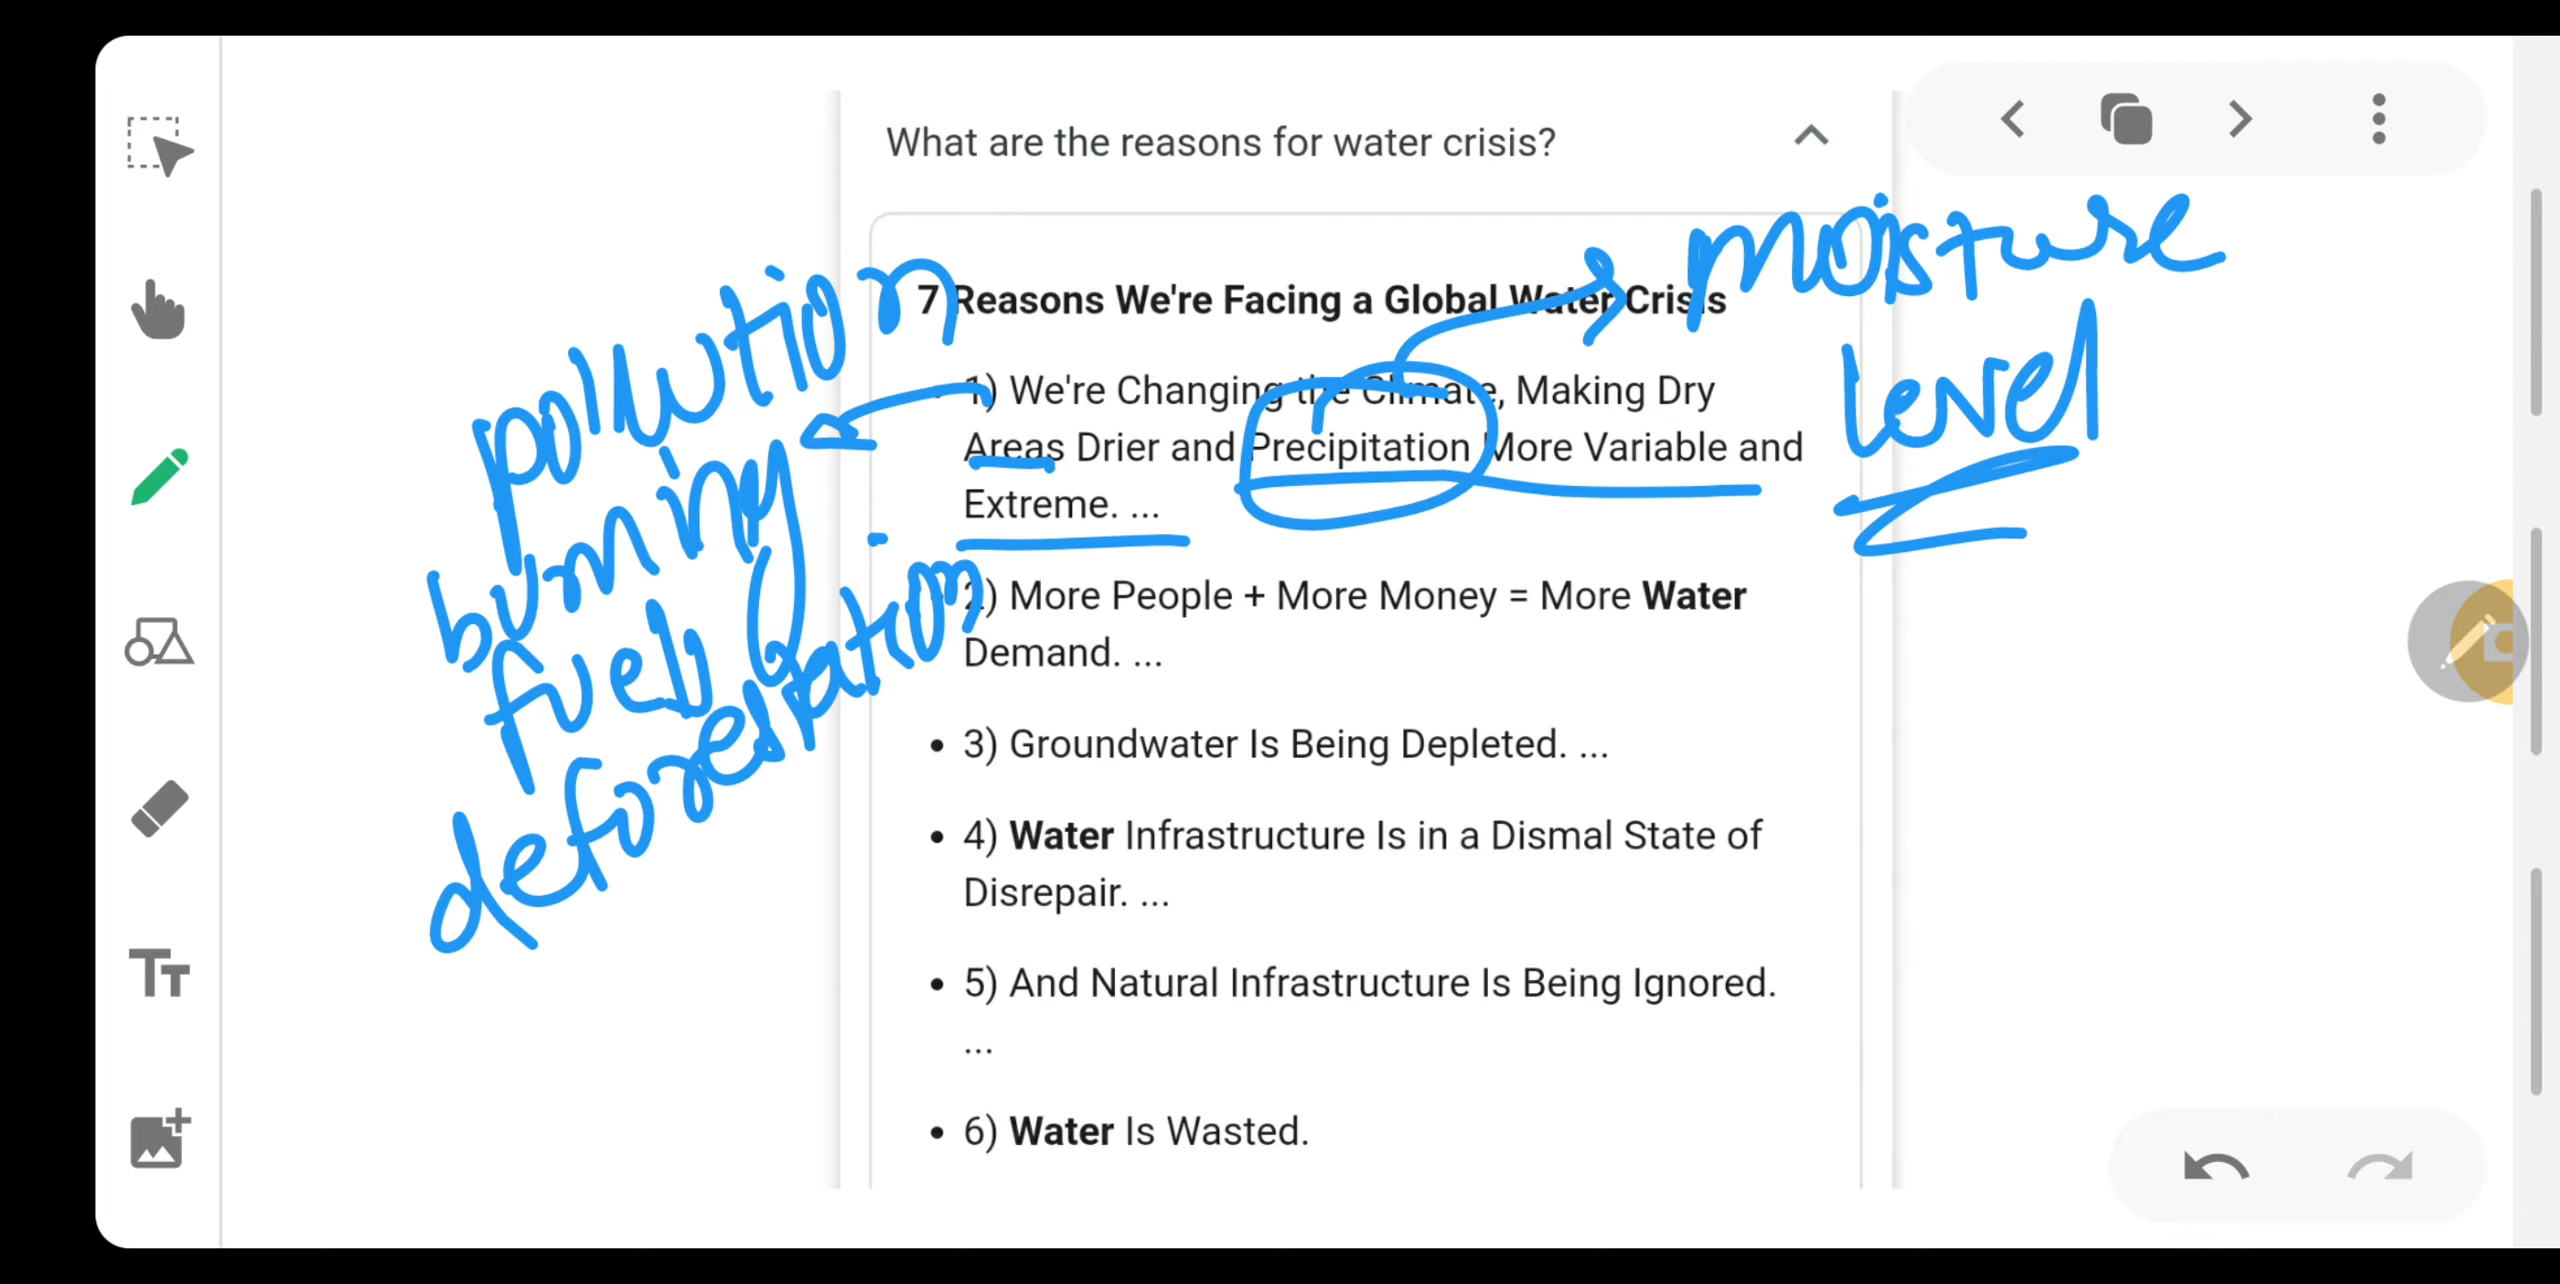 What are the reasons for water crisis?
7 Reasons We're Facing a Global Water Crisis
1) We're Changing the Climate, Making Dry
Areas Drier and Precipitation More Variable and
Extreme. ...
2) More People + More Money = More Water
Demand. ...
• 3) Groundwater Is Being Depleted. ...
• 4) Water Infrastructure Is in a Dismal State of
Disrepair. ...
• 5) And Natural Infrastructure Is Being Ignored.
...
• 6) Water Is Wasted.
moisture
level
pollution
burning
fuels
deforestation
TT